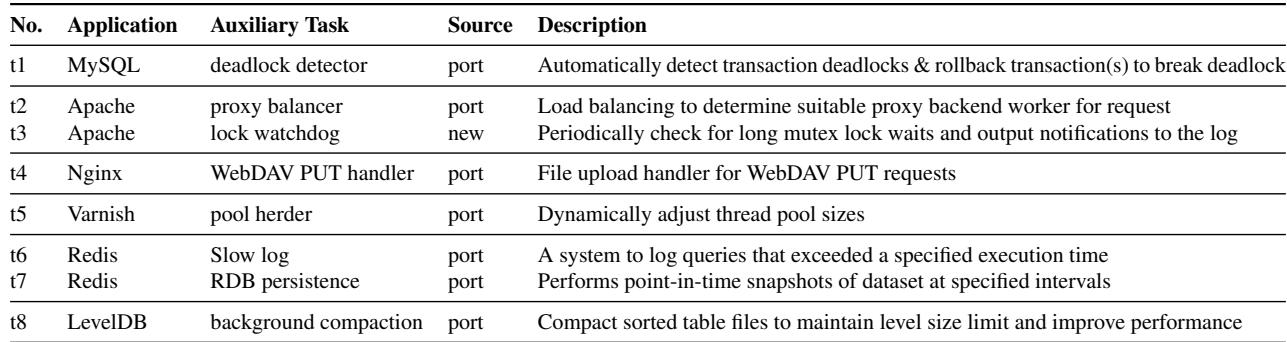 No. Application Auxiliary Task Source Description
t1 MySQL deadlock detector port Automatically detect transaction deadlocks & rollback transaction(s) to break deadlock
t2 Apache proxy balancer port Load balancing to determine suitable proxy backend worker for request
t3 Apache lock watchdog new Periodically check for long mutex lock waits and output notifications to the log
t4 Nginx WebDAV PUT handler port File upload handler for WebDAV PUT requests
t5 Varnish pool herder port Dynamically adjust thread pool sizes
t6 Redis Slow log port A system to log queries that exceeded a specified execution time
t7 Redis RDB persistence port Performs point-in-time snapshots of dataset at specified intervals
t8 LevelDB background compaction port Compact sorted table files to maintain level size limit and improve performance